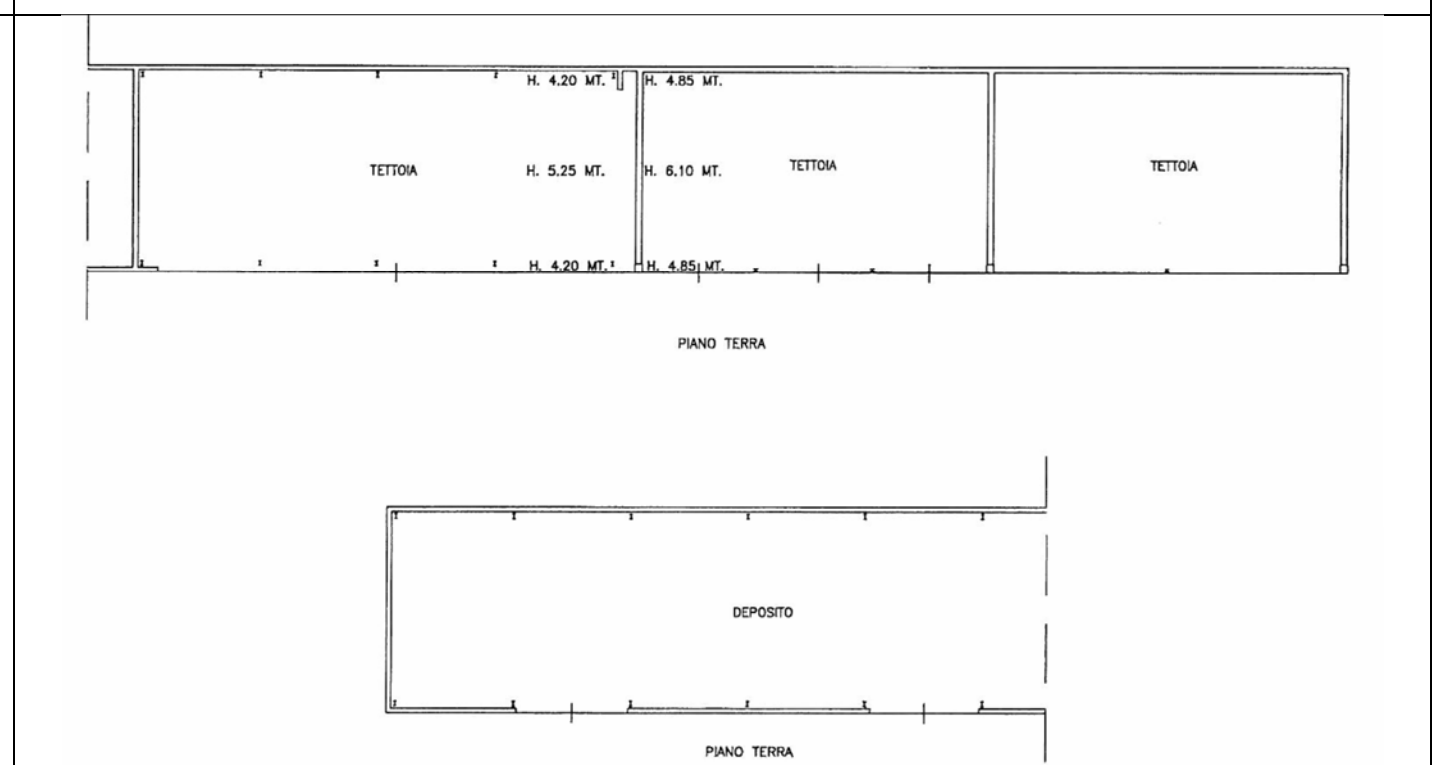 H. 4.20 MT. H. 4.85 MT.
TETTOIA H. 5.25 MT. H. 6.10 MT. TETTOIA TETTOIA
H. 4.20 MT. H. 4.85 MT.
PIANO TERRA
DEPOSITO
PIANO TERRA